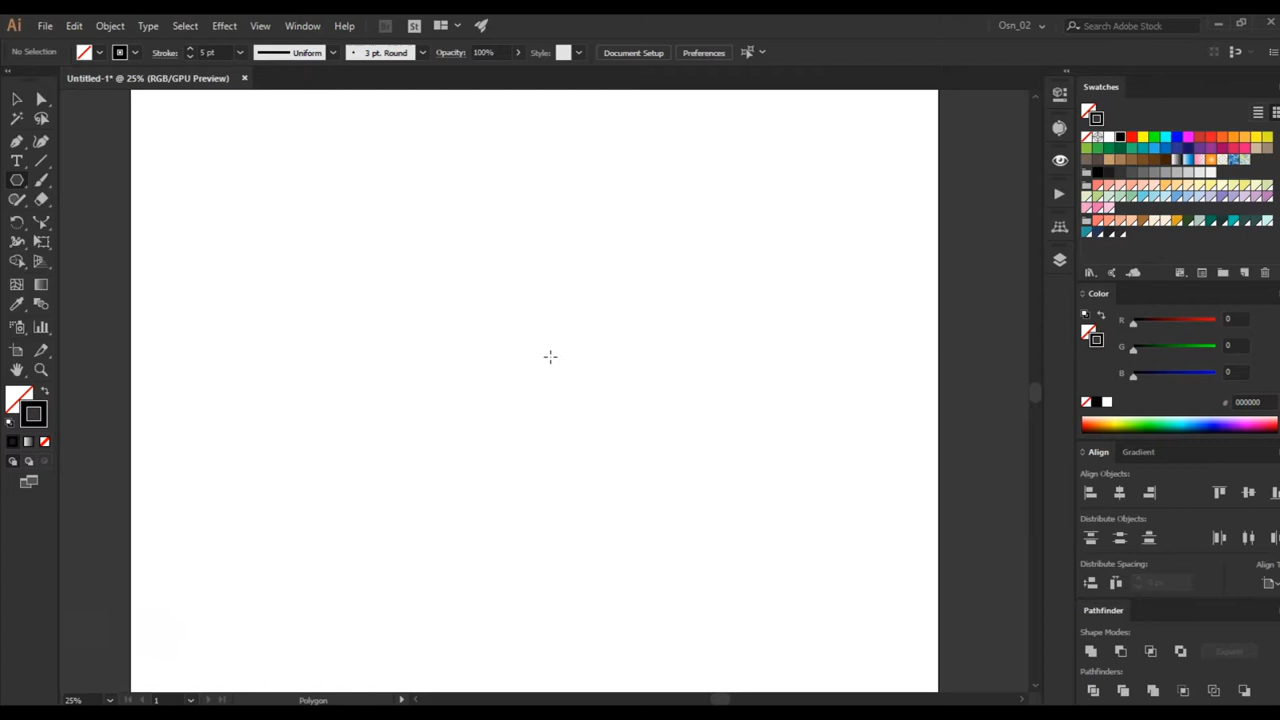 Ai File Edit Object Type Select Effect View Window Help Br St Osn_02 Search Adobe Stock
No Selection Stroke: 5 pt Uniform 3 pt. Round Opacity: 100% Style: Document Setup Preferences
Untitled-1* @ 25% (RGB/GPU Preview)
Swatches
Color
R 0
G 0
B 0
# 000000
Align Gradient
Align Objects:
Distribute Objects:
Distribute Spacing: Align T
Pathfinder
Shape Modes:
Expand
Pathfinders:
25% 1 Polygon